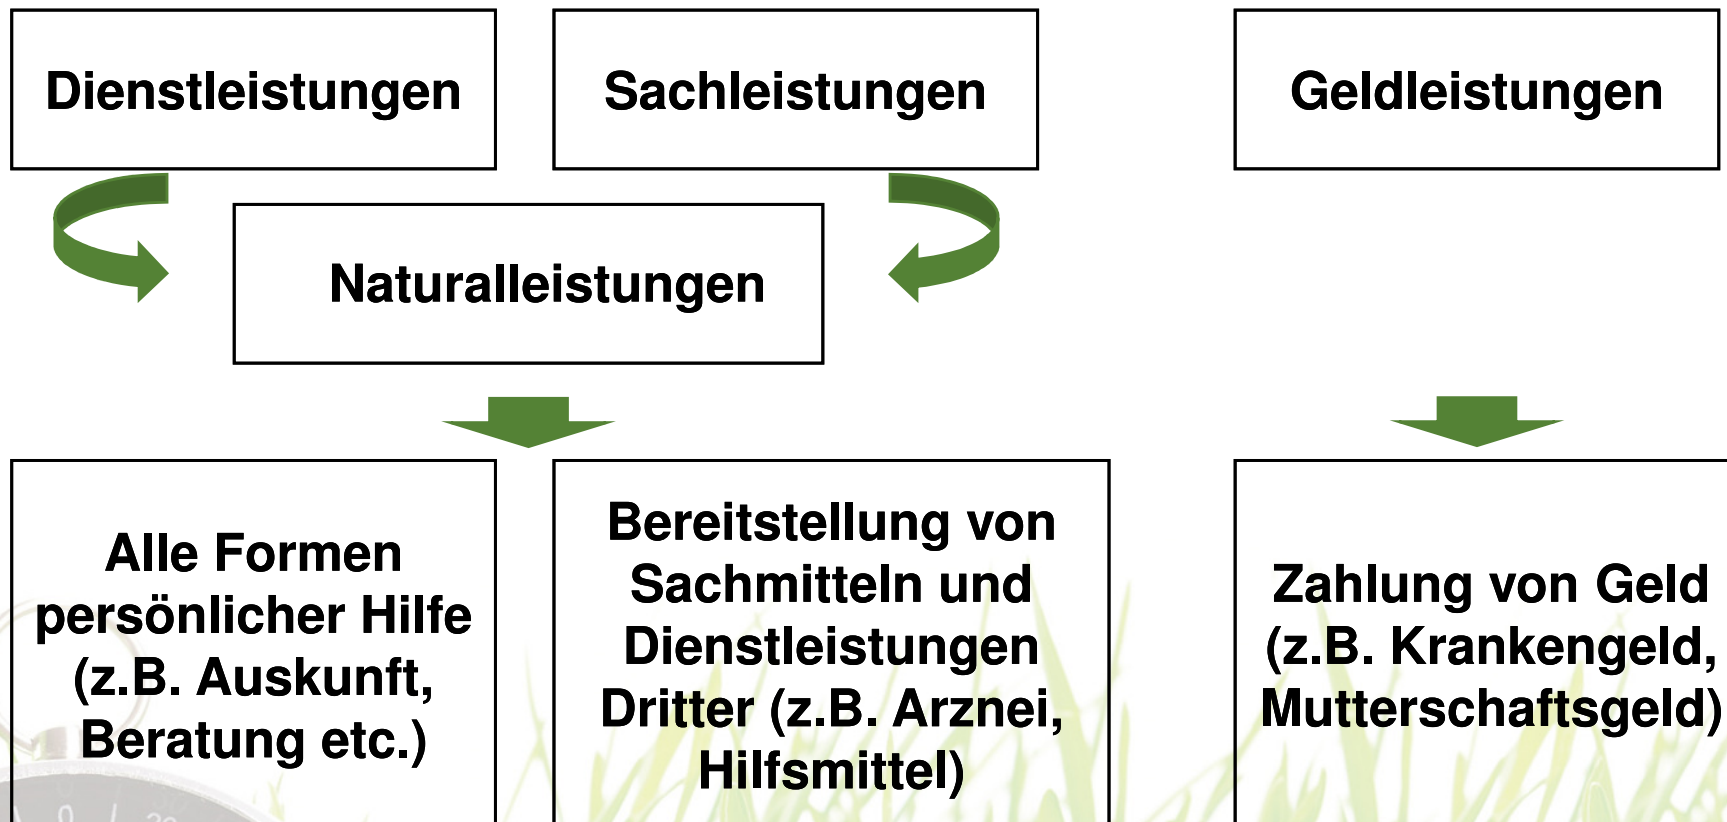 Dienstleistungen
Sachleistungen
Geldleistungen
Naturalleistungen
Alle Formen
persönlicher Hilfe
(z.B. Auskunft,
Beratung etc.)
Bereitstellung von
Sachmitteln und
Dienstleistungen
Dritter (z.B. Arznei,
Hilfsmittel)
Zahlung von Geld
(z.B. Krankengeld,
Mutterschaftsgeld)